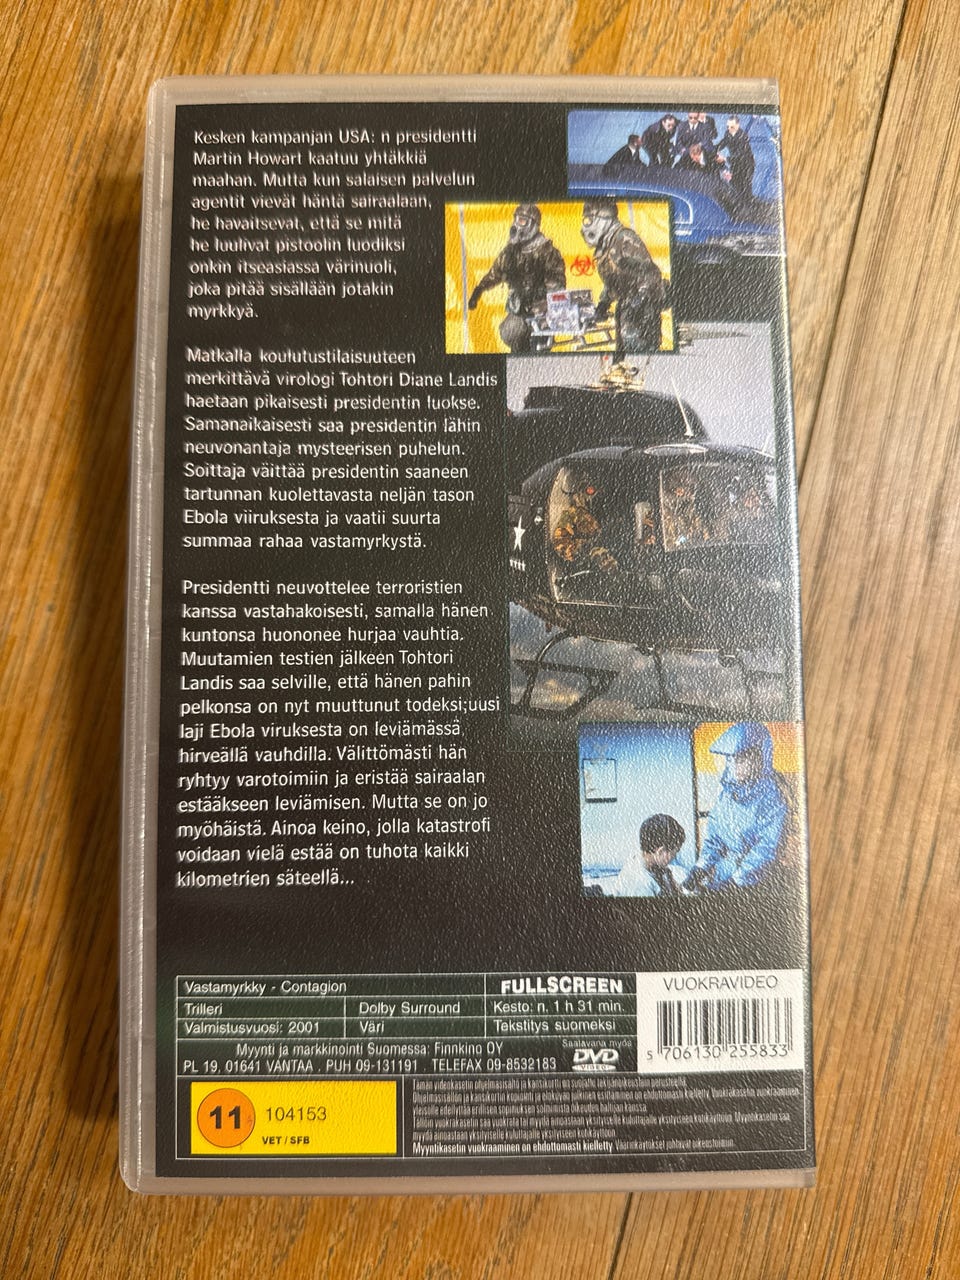 Kesken kampanjan USA: n presidentti
Martin Howart kaatuu yhtäkkiä
maahan. Mutta kun salaisen palvelun
agentit vievät häntä sairaalaan,
he havaitsevat, että se mitä
he luulivat pistoolin luodiksi
onkin itseasiassa värinuoli,
joka pitää sisällään jotakin
myrkkyä.
Matkalla koulutustilaisuuteen
merkittävä virologi Tohtori Diane Landis
haetaan pikaisesti presidentin luokse.
Samanaikaisesti saa presidentin lähin
neuvonantaja mysteerisen puhelun.
Soittaja väittää presidentin saaneen
tartunnan kuolettavasta neljän tason
Ebola viiruksesta ja vaatii suurta
summaa rahaa vastamyrkystä.
Presidentti neuvottelee terroristien
kanssa vastahakoisesti, samalla hänen
kuntonsa huononee hurjaa vauhtia.
Muutamien testien jälkeen Tohtori
Landis saa selville, että hänen pahin
pelkonsa on nyt muuttunut todeksi;uusi
laji Ebola viruksesta on leviämässä
hirveällä vauhdilla. Välittömästi hän
ryhtyy varotoimiin ja eristää sairaalan
estääkseen leviämisen. Mutta se on jo
myöhäistä. Ainoa keino, jolla katastrofi
voidaan vielä estää on tuhota kaikki
kilometrien säteellä...
Vastamyrkky - Contagion
FULLSCREEN
Trilleri
Dolby Surround
Kesto: n. 1 h 31 min.
Valmistusvuosi: 2001
Väri
Tekstitys suomeksi
Myynti ja markkinointi Suomessa: Finnkino OY
PL 19, 01641 VANTAA . PUH 09-131191 . TELEFAX 09-8532183
Saatavana myös
DVD
VIDEO
VUOKRAVIDEO
5 706130 255833
11
104153
VET / SFB
Myyntikasetin vuokraaminen on ehdottomasti kielletty